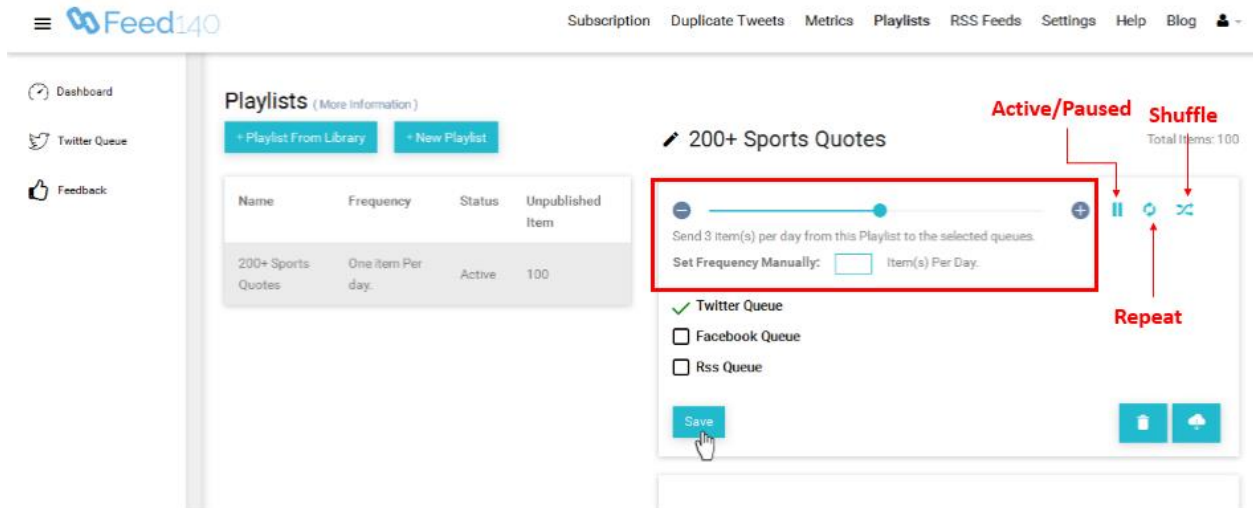 Feed140
Subscription Duplicate Tweets Metrics Playlists RSS Feeds Settings Help Blog
Dashboard
Twitter Queue
Feedback
Playlists ( More Information )
+ Playlist From Library + New Playlist
Name Frequency Status Unpublished
Item
200+ Sports One item Per Active 100
Quotes day.
Active/Paused Shuffle
200+ Sports Quotes Total Items: 100
Send 3 item(s) per day from this Playlist to the selected queues.
Set Frequency Manually: Item(s) Per Day.
Repeat
Twitter Queue
Facebook Queue
Rss Queue
Save